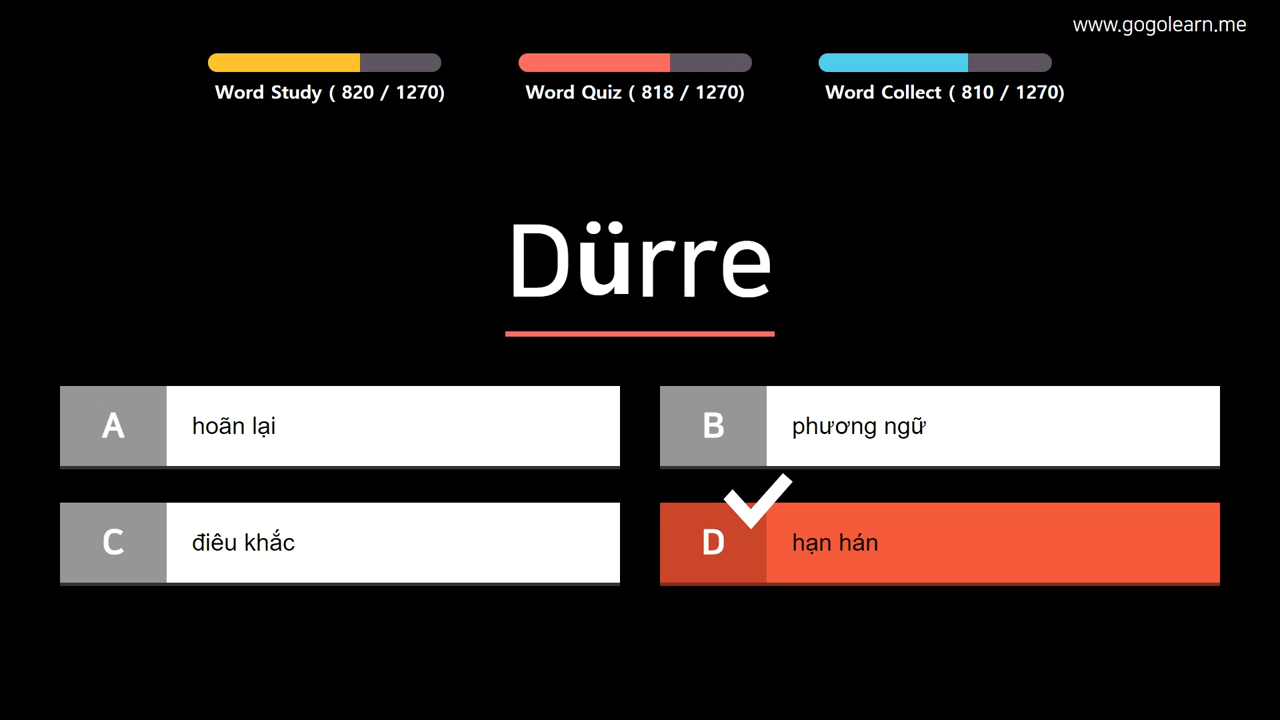 www.gogolearn.me
Word Study ( 820 / 1270)
Word Quiz ( 818 / 1270)
Word Collect ( 810 / 1270)
Dürre
A hoãn lại
B phương ngữ
C điêu khắc
D hạn hán